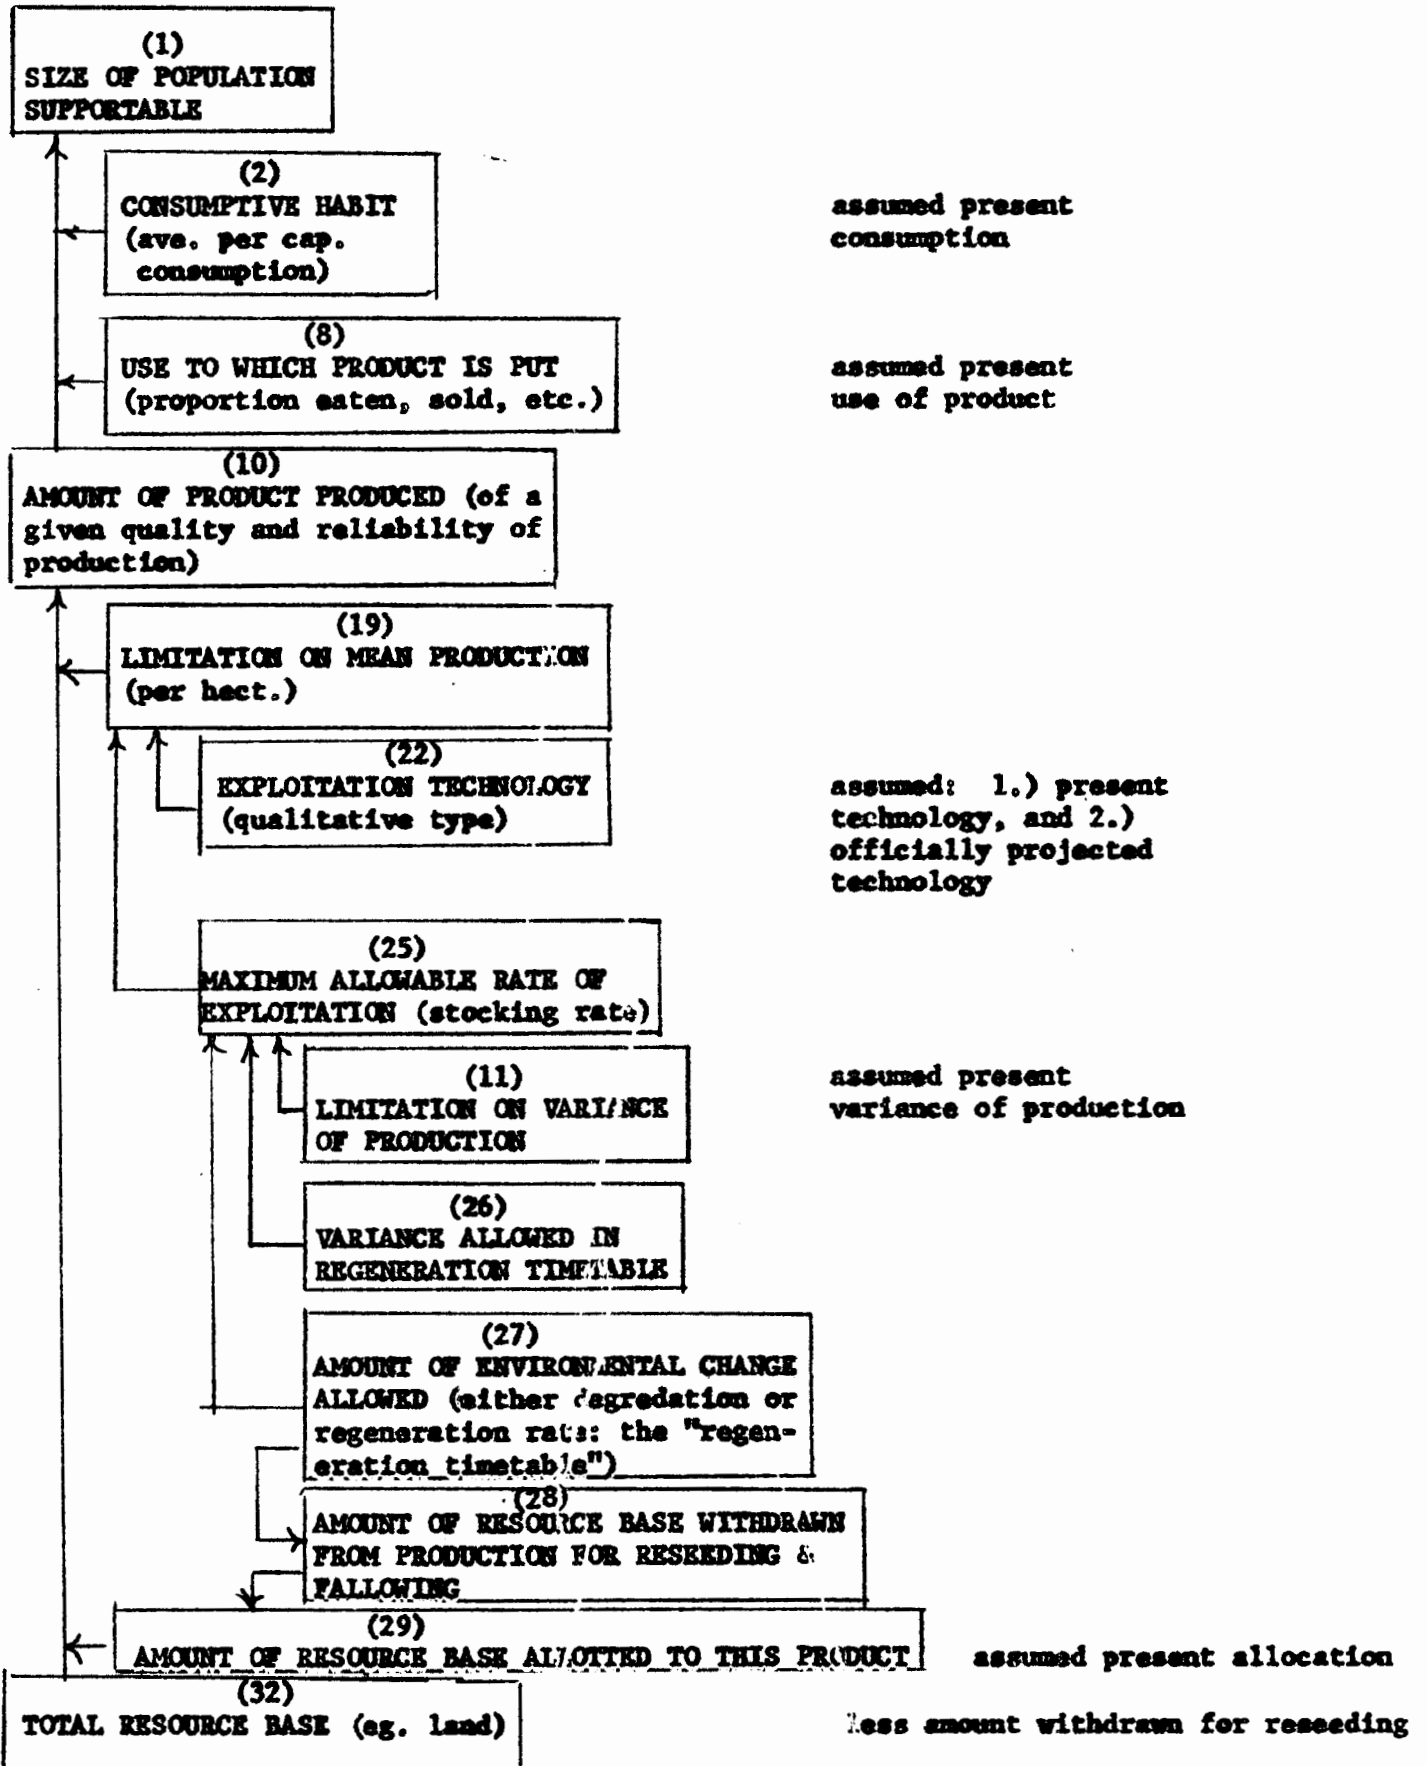 (1)
SIZE OF POPULATION
SUPPORTABLE
(2)
CONSUMPTIVE HABIT
(ave. per cap.
consumption)
assumed present
consumption
(8)
USE TO WHICH PRODUCT IS PUT
(proportion eaten, sold, etc.)
assumed present
use of product
(10)
AMOUNT OF PRODUCT PRODUCED (of a
given quality and reliability of
production)
(19)
LIMITATION ON MEAN PRODUCTION
(per hect.)
(22)
EXPLOITATION TECHNOLOGY
(qualitative type)
assumed: 1.) present
technology, and 2.)
officially projected
technology
(25)
MAXIMUM ALLOWABLE RATE OF
EXPLOITATION (stocking rate)
(11)
LIMITATION ON VARIANCE
OF PRODUCTION
assumed present
variance of production
(26)
VARIANCE ALLOWED IN
REGENERATION TIMETABLE
(27)
AMOUNT OF ENVIRONMENTAL CHANGE
ALLOWED (either degredation or
regeneration rate: the "regen-
eration timetable")
(28)
AMOUNT OF RESOURCE BASE WITHDRAWN
FROM PRODUCTION FOR RESEEDING &
FALLOWING
(29)
AMOUNT OF RESOURCE BASE ALLOTTED TO THIS PRODUCT
assumed present allocation
(32)
TOTAL RESOURCE BASE (eg. land)
less amount withdrawn for reseeding